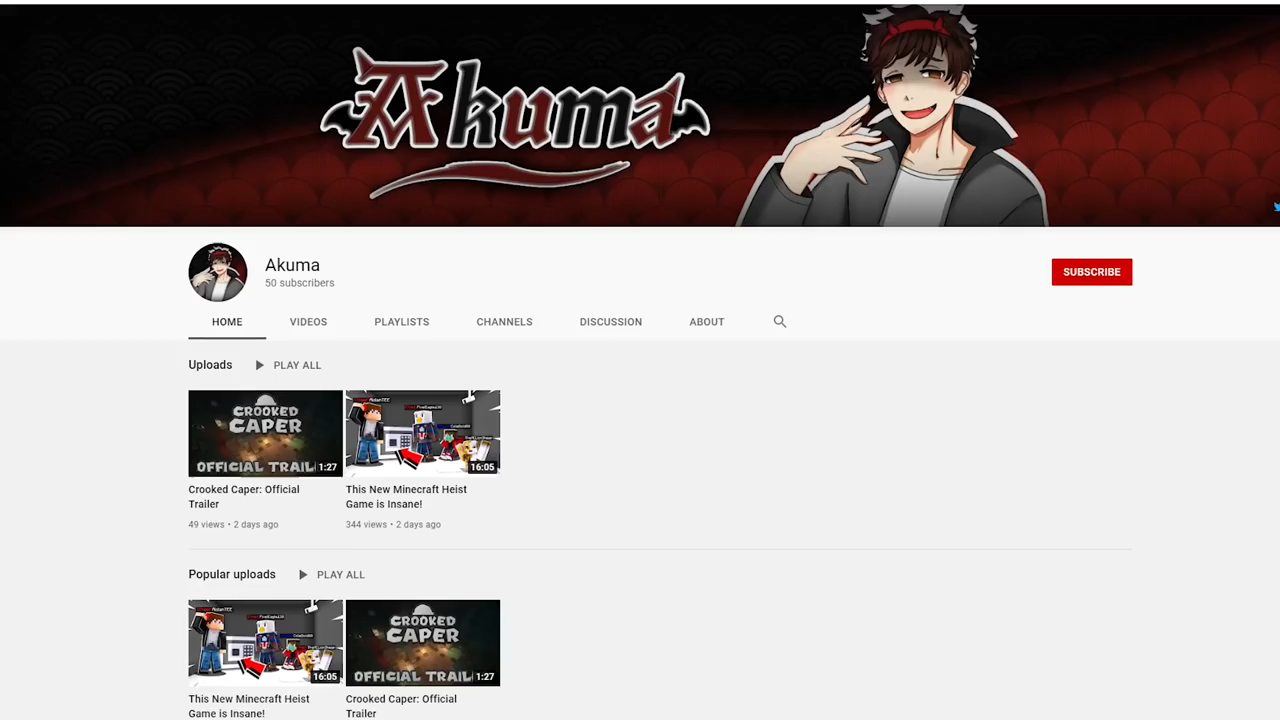 Akuma
Akuma
50 subscribers
SUBSCRIBE
HOME VIDEOS PLAYLISTS CHANNELS DISCUSSION ABOUT
Uploads PLAY ALL
CROOKED
CAPER
OFFICIAL TRAIL
1:27
16:05
Crooked Caper: Official
Trailer
49 views • 2 days ago
This New Minecraft Heist
Game is Insane!
344 views • 2 days ago
Popular uploads PLAY ALL
16:05
CROOKED
CAPER
OFFICIAL TRAIL
1:27
This New Minecraft Heist
Game is Insane!
Crooked Caper: Official
Trailer